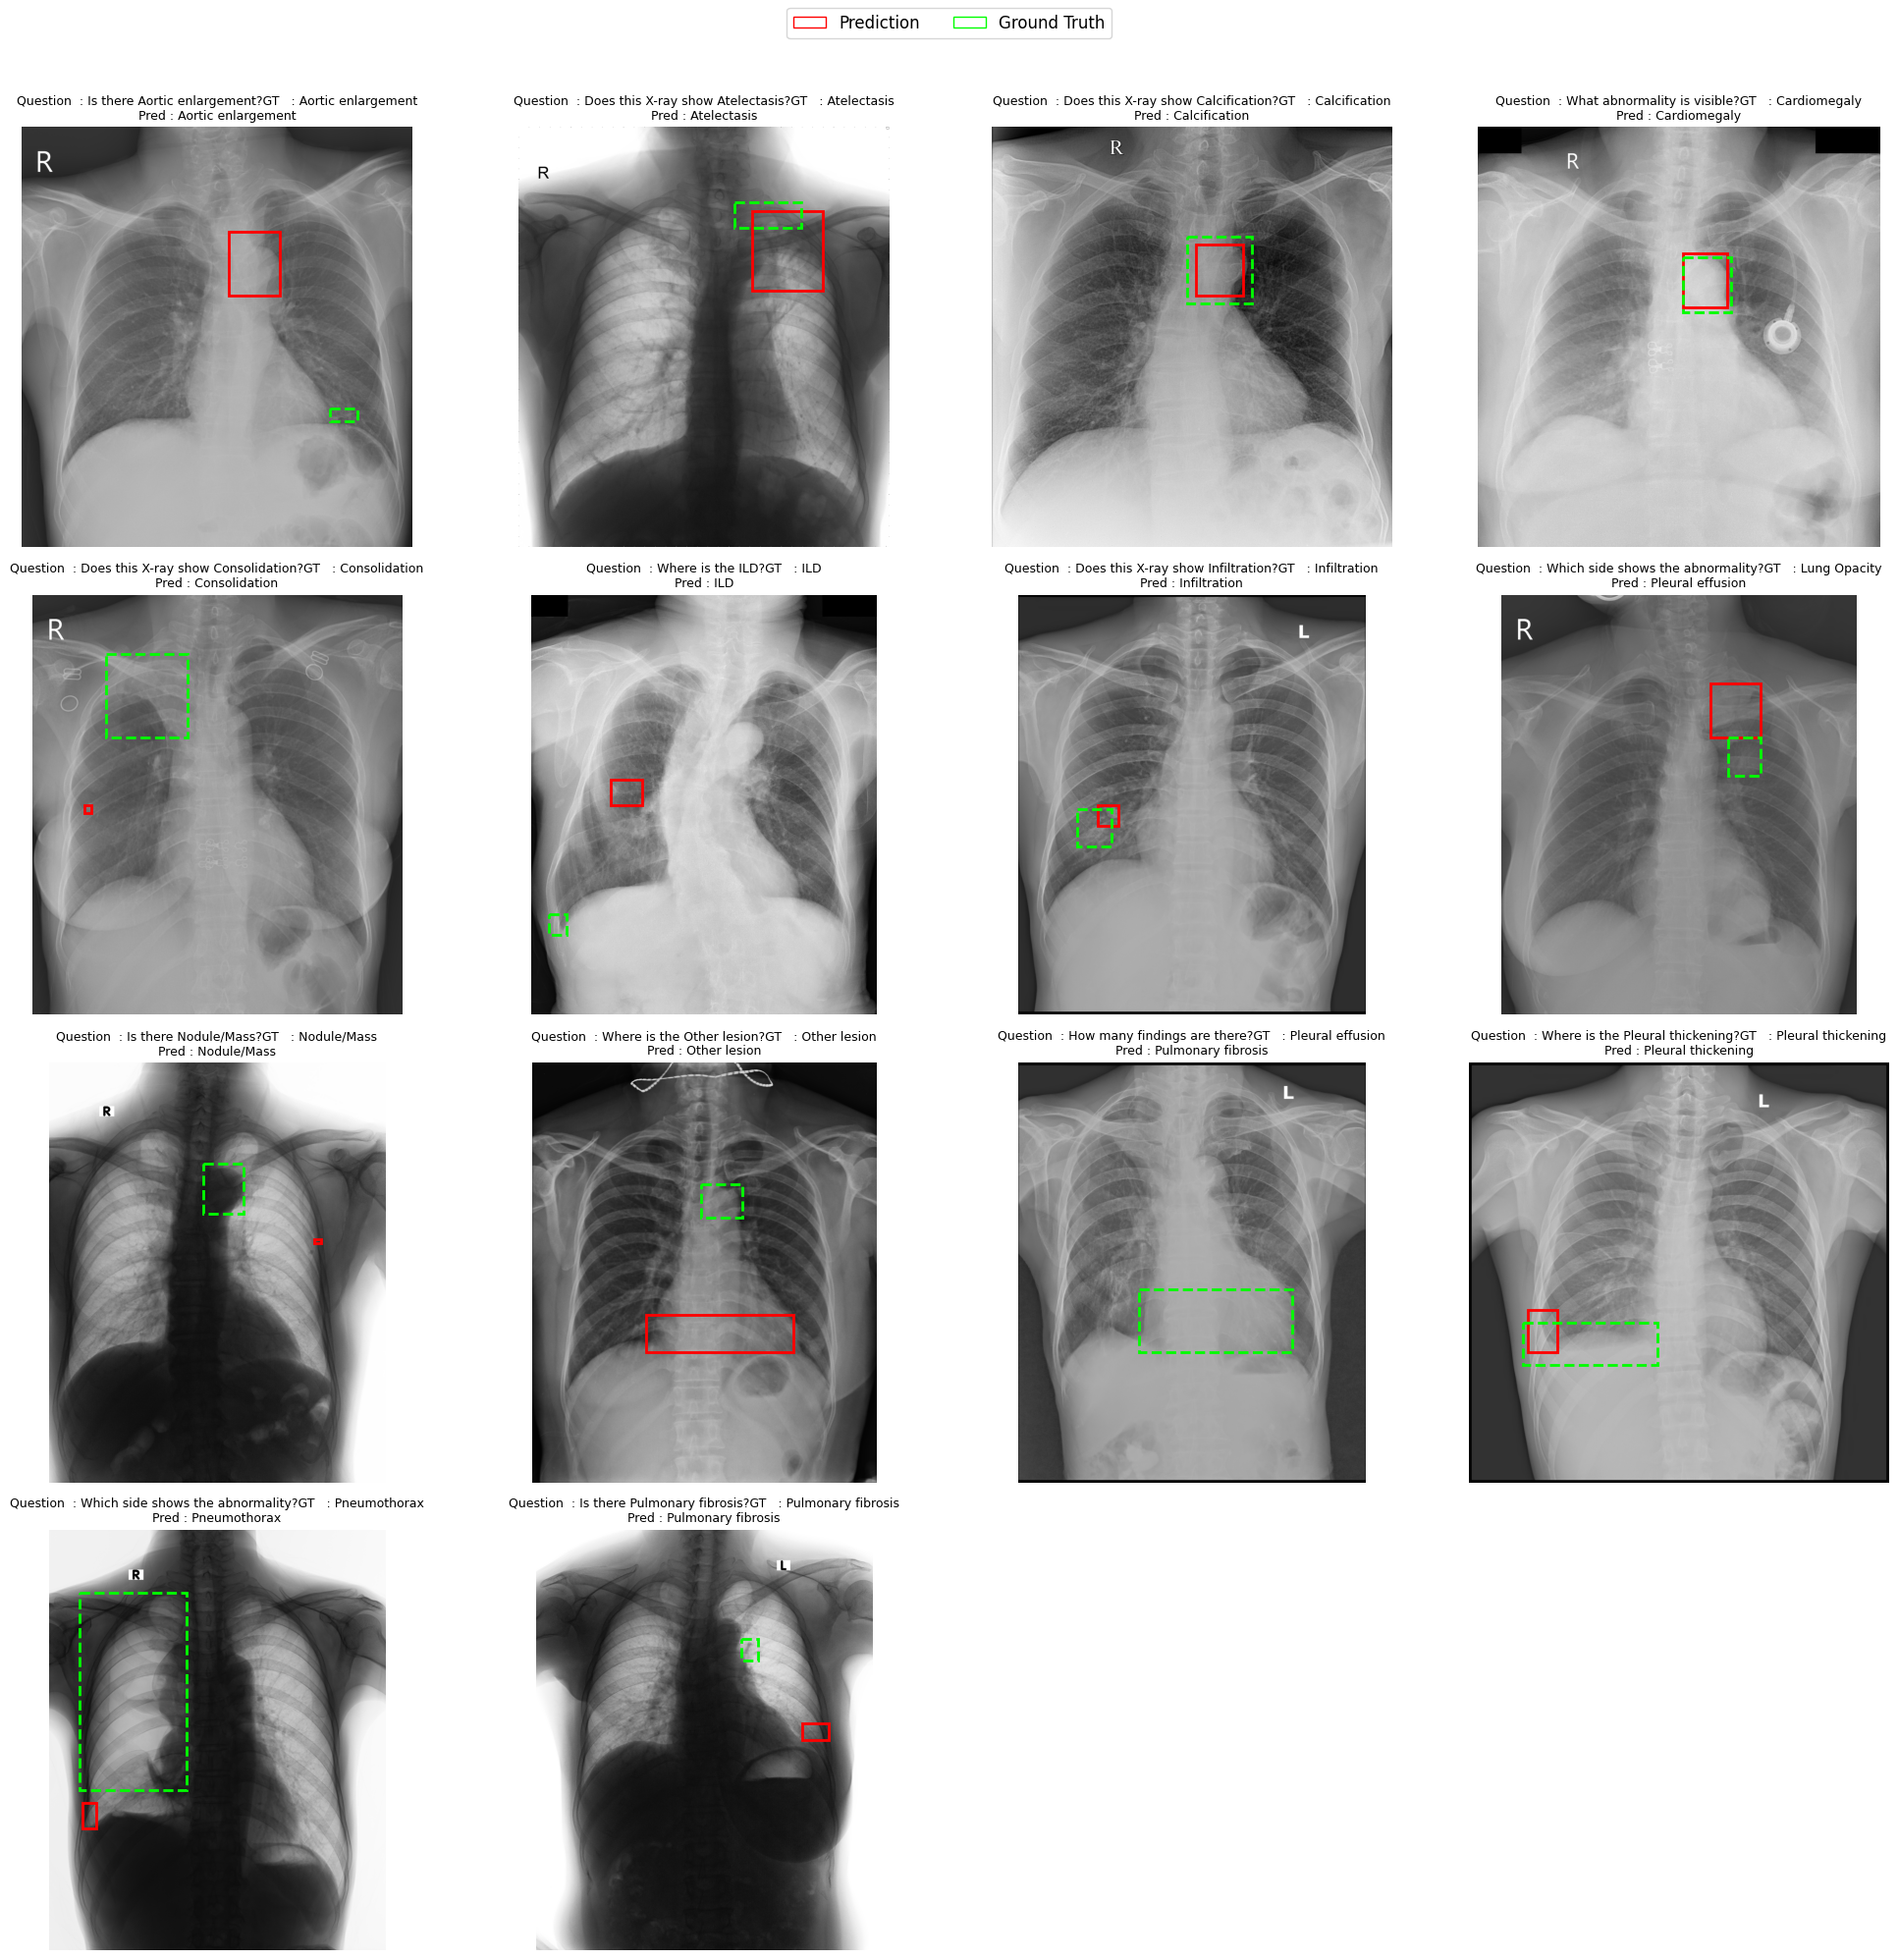 Prediction
Ground Truth
Question  : Is there Aortic enlargement?GT   : Aortic enlargement
Pred : Aortic enlargement
R
Question  : Does this X-ray show Atelectasis?GT   : Atelectasis
Pred : Atelectasis
R
Question  : Does this X-ray show Calcification?GT   : Calcification
Pred : Calcification
R
Question  : What abnormality is visible?GT   : Cardiomegaly
Pred : Cardiomegaly
R
Question  : Does this X-ray show Consolidation?GT   : Consolidation
Pred : Consolidation
R
Question  : Where is the ILD?GT   : ILD
Pred : ILD
Question  : Does this X-ray show Infiltration?GT   : Infiltration
Pred : Infiltration
L
Question  : Which side shows the abnormality?GT   : Lung Opacity
Pred : Pleural effusion
R
Question  : Is there Nodule/Mass?GT   : Nodule/Mass
Pred : Nodule/Mass
R
Question  : Where is the Other lesion?GT   : Other lesion
Pred : Other lesion
Question  : How many findings are there?GT   : Pleural effusion
Pred : Pulmonary fibrosis
L
Question  : Where is the Pleural thickening?GT   : Pleural thickening
Pred : Pleural thickening
L
Question  : Which side shows the abnormality?GT   : Pneumothorax
Pred : Pneumothorax
R
Question  : Is there Pulmonary fibrosis?GT   : Pulmonary fibrosis
Pred : Pulmonary fibrosis
L